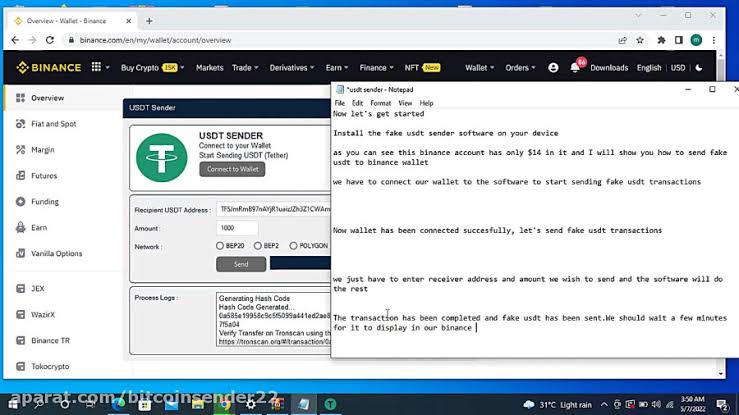 Overview - Wallet - Binance
binance.com/en/my/wallet/account/overview
BINANCE
Buy Crypto 15K Markets Trade Derivatives Earn Finance NFT New Wallet Orders 86 Downloads English | USD
Overview
Fiat and Spot
Margin
Futures
Funding
Earn
Vanilla Options
JEX
WazirX
Binance TR
Tokocrypto
USDT Sender
USDT SENDER
Connect to your Wallet
Start Sending USDT (Tether)
Connect to Wallet
Recipient USDT Address :
Amount : 1000
Network : BEP20 BEP2 POLYGON
Send
Process Logs :
Generating Hash Code
Hash Code Generated...
7f5a04
Verify Transfer on Tronscan using the
*usdt sender - Notepad
File Edit Format View Help
Now let's get started
Install the fake usdt sender software on your device
as you can see this binance account has only $14 in it and I will show you how to send fake
usdt to binance wallet
we have to connect our wallet to the software to start sending fake usdt transactions
Now wallet has been connected succesfully, let's send fake usdt transactions
we just have to enter receiver address and amount we wish to send and the software will do
the rest
The transaction has been completed and fake usdt has been sent.We should wait a few minutes
for it to display in our binance
aparat.com/bitcoinsender22
31°C Light rain
3:50 AM
5/7/2022